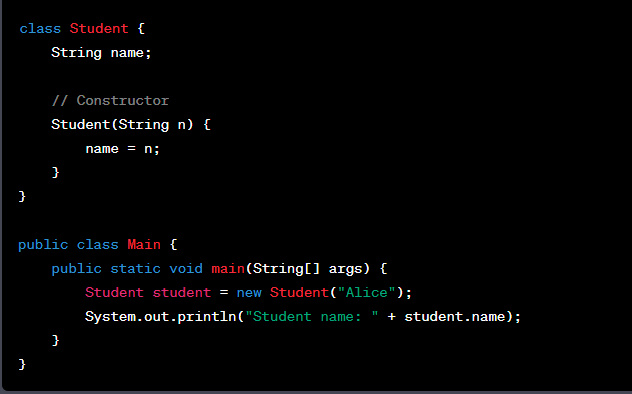 class Student {
    String name;

    // Constructor
    Student(String n) {
        name = n;
    }
}

public class Main {
    public static void main(String[] args) {
        Student student = new Student("Alice");
        System.out.println("Student name: " + student.name);
    }
}